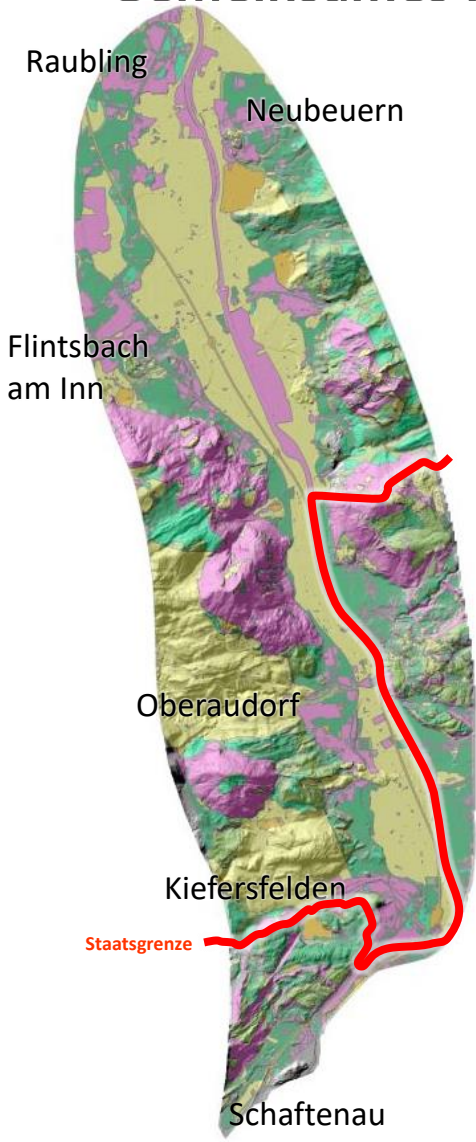 Raubling
Neubeuern
Flintsbach
am Inn
Oberaudorf
Kiefersfelden
Staatsgrenze
Schaftenau